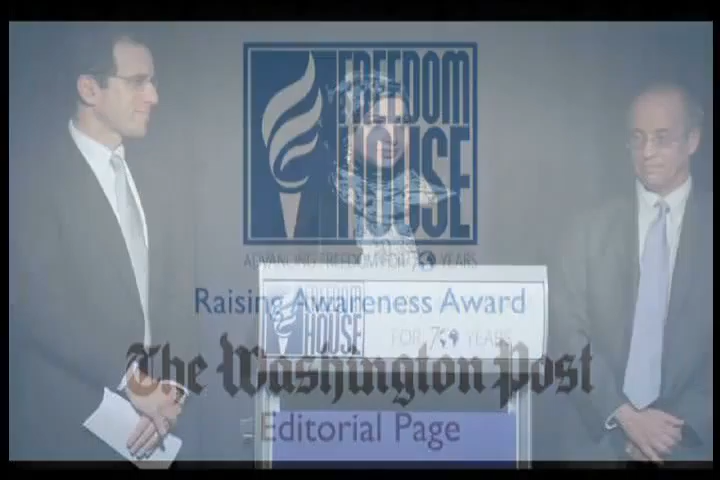 FREEDOM
HOUSE
ADVANCING FREEDOM FOR 70 YEARS
Raising Awareness Award
FREEDOM
HOUSE
FOR 70 YEARS
The Washington Post
Editorial Page